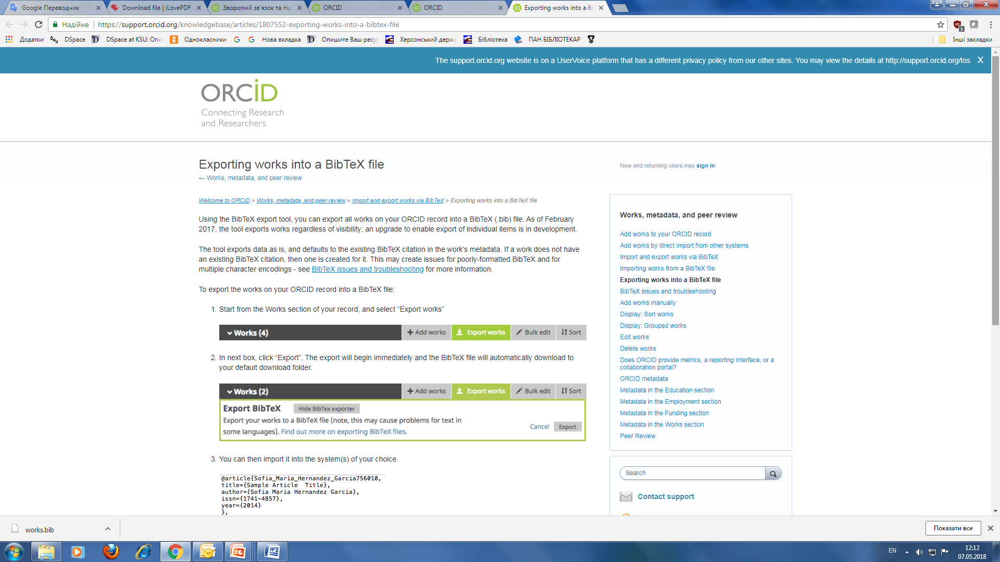 Google Переводчик
Download file | iLovePDF
Зворотній зв'язок та під
ORCID
ORCID
Exporting works into a Bi
Надійне
https://support.orcid.org/knowledgebase/articles/1807552-exporting-works-into-a-bibtex-file
3
Додатки
DSpace
DSpace at KSU: Опи
Однокласники
Нова вкладка
Опишите Ваш ресур
Херсонський держа
Бібліотека
ПАН БІБЛІОТЕКАР
Інші закладки
The support.orcid.org website is on a UserVoice platform that has a different privacy policy from our other sites. You may view the details at http://support.orcid.org/tos X
ORCID
Connecting Research
and Researchers
Exporting works into a BibTeX file
← Works, metadata, and peer review
New and returning users may sign in
Welcome to ORCID > Works, metadata, and peer review > Import and export works via BibTeX > Exporting works into a BibTeX file
Using the BibTeX export tool, you can export all works on your ORCID record into a BibTeX (.bib) file. As of February
2017, the tool exports works regardless of visibility; an upgrade to enable export of individual items is in development.
The tool exports data as is, and defaults to the existing BibTeX citation in the work's metadata. If a work does not have
an existing BibTeX citation, then one is created for it. This may create issues for poorly-formatted BibTeX and for
multiple character encodings - see BibTeX issues and troubleshooting for more information.
To export the works on your ORCID record into a BibTeX file:
1. Start from the Works section of your record, and select “Export works”
Works (4)
Add works
Export works
Bulk edit
Sort
2. In next box, click “Export”. The export will begin immediately and the BibTeX file will automatically download to
your default download folder.
Works (2)
Add works
Export works
Bulk edit
Sort
Export BibTeX
Hide BibTex exporter
Export your works to a BibTeX file (note, this may cause problems for text in
some languages). Find out more on exporting BibTeX files.
Cancel
Export
3. You can then import it into the system(s) of your choice.
@article{Sofia_Maria_Hernandez_Garcia756010,
title={Sample Article  Title},
author={Sofia Maria Hernandez Garcia},
issn={1741-4857},
year={2014}
},
Works, metadata, and peer review
Add works to your ORCID record
Add works by direct import from other systems
Import and export works via BibTeX
Importing works from a BibTeX file
Exporting works into a BibTeX file
BibTeX issues and troubleshooting
Add works manually
Display: Sort works
Display: Grouped works
Edit works
Delete works
Does ORCID provide metrics, a reporting interface, or a
collaboration portal?
ORCID metadata
Metadata in the Education section
Metadata in the Employment section
Metadata in the Funding section
Metadata in the Works section
Peer Review
Search
Contact support
works.bib
Показати все
EN
12:12
07.05.2018